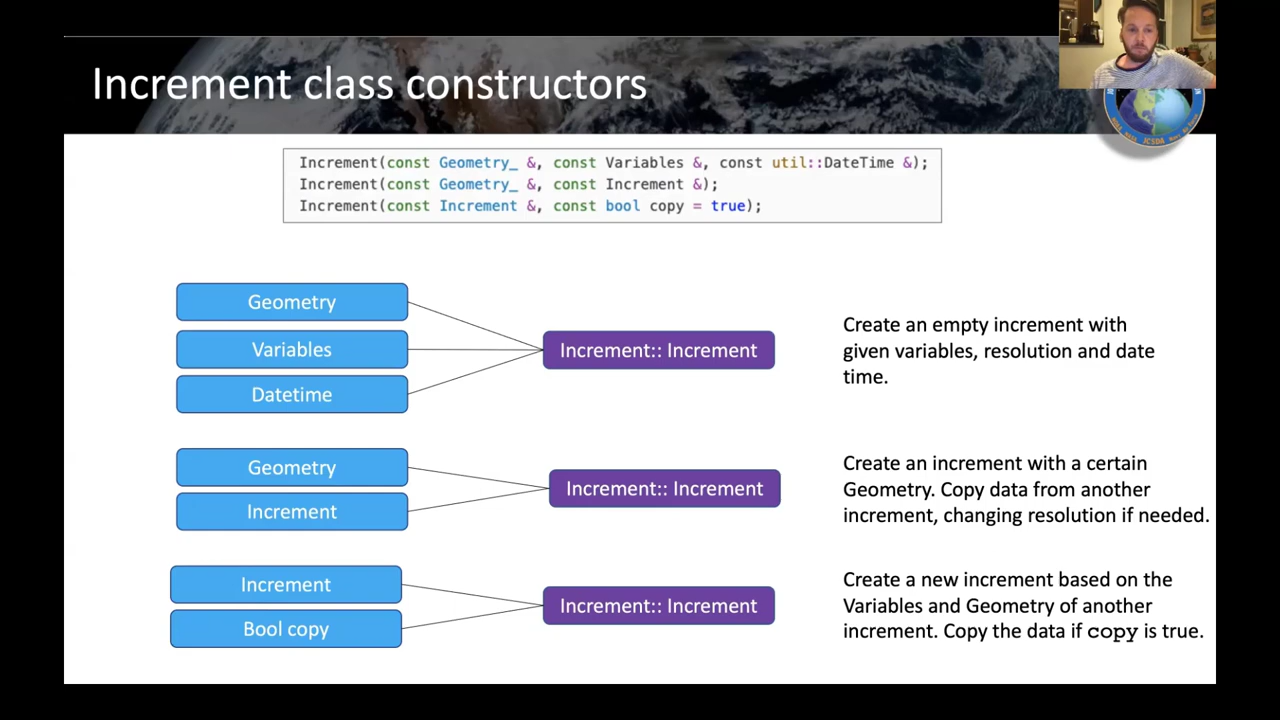 Increment class constructors
JCSDA
Increment(const Geometry_ &, const Variables &, const util::DateTime &);
Increment(const Geometry_ &, const Increment &);
Increment(const Increment &, const bool copy = true);
Geometry
Variables
Datetime
Increment:: Increment
Create an empty increment with
given variables, resolution and date
time.
Geometry
Increment
Increment:: Increment
Create an increment with a certain
Geometry. Copy data from another
increment, changing resolution if needed.
Increment
Bool copy
Increment:: Increment
Create a new increment based on the
Variables and Geometry of another
increment. Copy the data if copy is true.